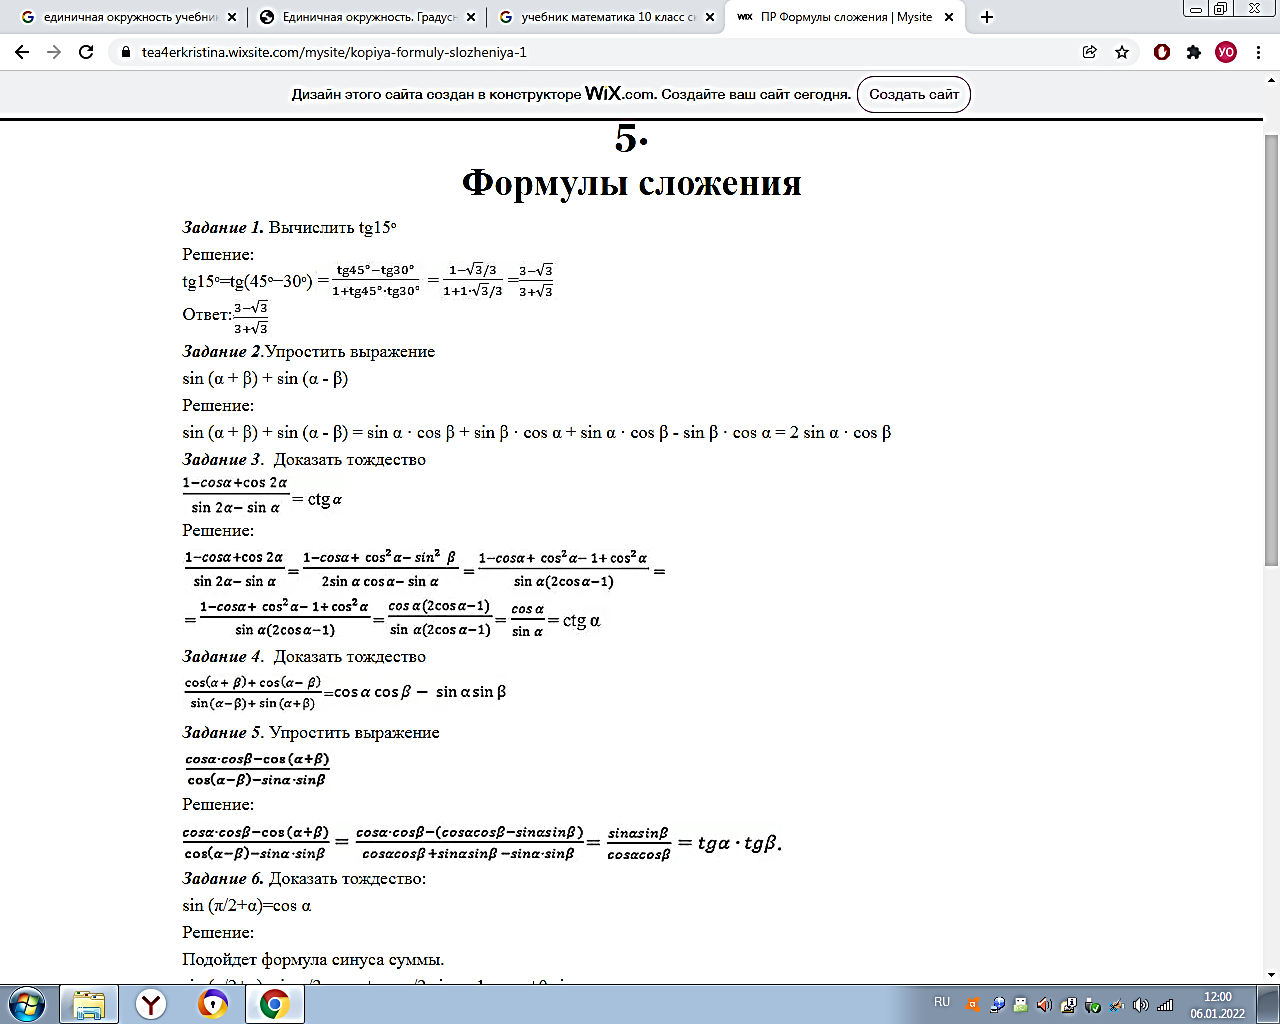 единичная окружность учебни
Единичная окружность. Градусн
учебник математика 10 класс с
ПР Формулы сложения | Mysite
tea4erkristina.wixsite.com/mysite/kopiya-formuly-slozheniya-1
УО
Дизайн этого сайта создан в конструкторе WiX.com. Создайте ваш сайт сегодня. Создать сайт
5.
Формулы сложения
Задание 1. Вычислить tg15°
Решение:
tg15°=tg(45°−30°) = (tg45°−tg30°)/(1+tg45°·tg30°) = (1−√3/3)/(1+1·√3/3) = (3−√3)/(3+√3)
Ответ: (3−√3)/(3+√3)
Задание 2.Упростить выражение
sin (α + β) + sin (α - β)
Решение:
sin (α + β) + sin (α - β) = sin α · cos β + sin β · cos α + sin α · cos β - sin β · cos α = 2 sin α · cos β
Задание 3. Доказать тождество
(1−cosα+cos 2α)/(sin 2α− sin α) = ctg α
Решение:
(1−cosα+cos 2α)/(sin 2α− sin α) = (1−cosα+ cos²α− sin² β)/(2sin α cosα− sin α) = (1−cosα+ cos²α− 1+cos²α)/(sin α(2cosα−1)) =
= (1−cosα+ cos²α− 1+cos²α)/(sin α(2cosα−1)) = (cos α(2cosα−1))/(sin α(2cosα−1)) = (cos α)/(sin α) = ctg α
Задание 4. Доказать тождество
(cos(α+ β)+ cos(α− β))/(sin(α−β)+ sin(α+β)) =cos α cos β − sin α sin β
Задание 5. Упростить выражение
(cosα·cosβ−cos(α+β))/(cos(α−β)−sinα·sinβ)
Решение:
(cosα·cosβ−cos(α+β))/(cos(α−β)−sinα·sinβ) = (cosα·cosβ−(cosαcosβ−sinαsinβ))/(cosαcosβ+sinαsinβ−sinα·sinβ) = (sinαsinβ)/(cosαcosβ) = tgα · tgβ.
Задание 6. Доказать тождество:
sin (π/2+α)=cos α
Решение:
Подойдет формула синуса суммы.
RU
12:00
06.01.2022